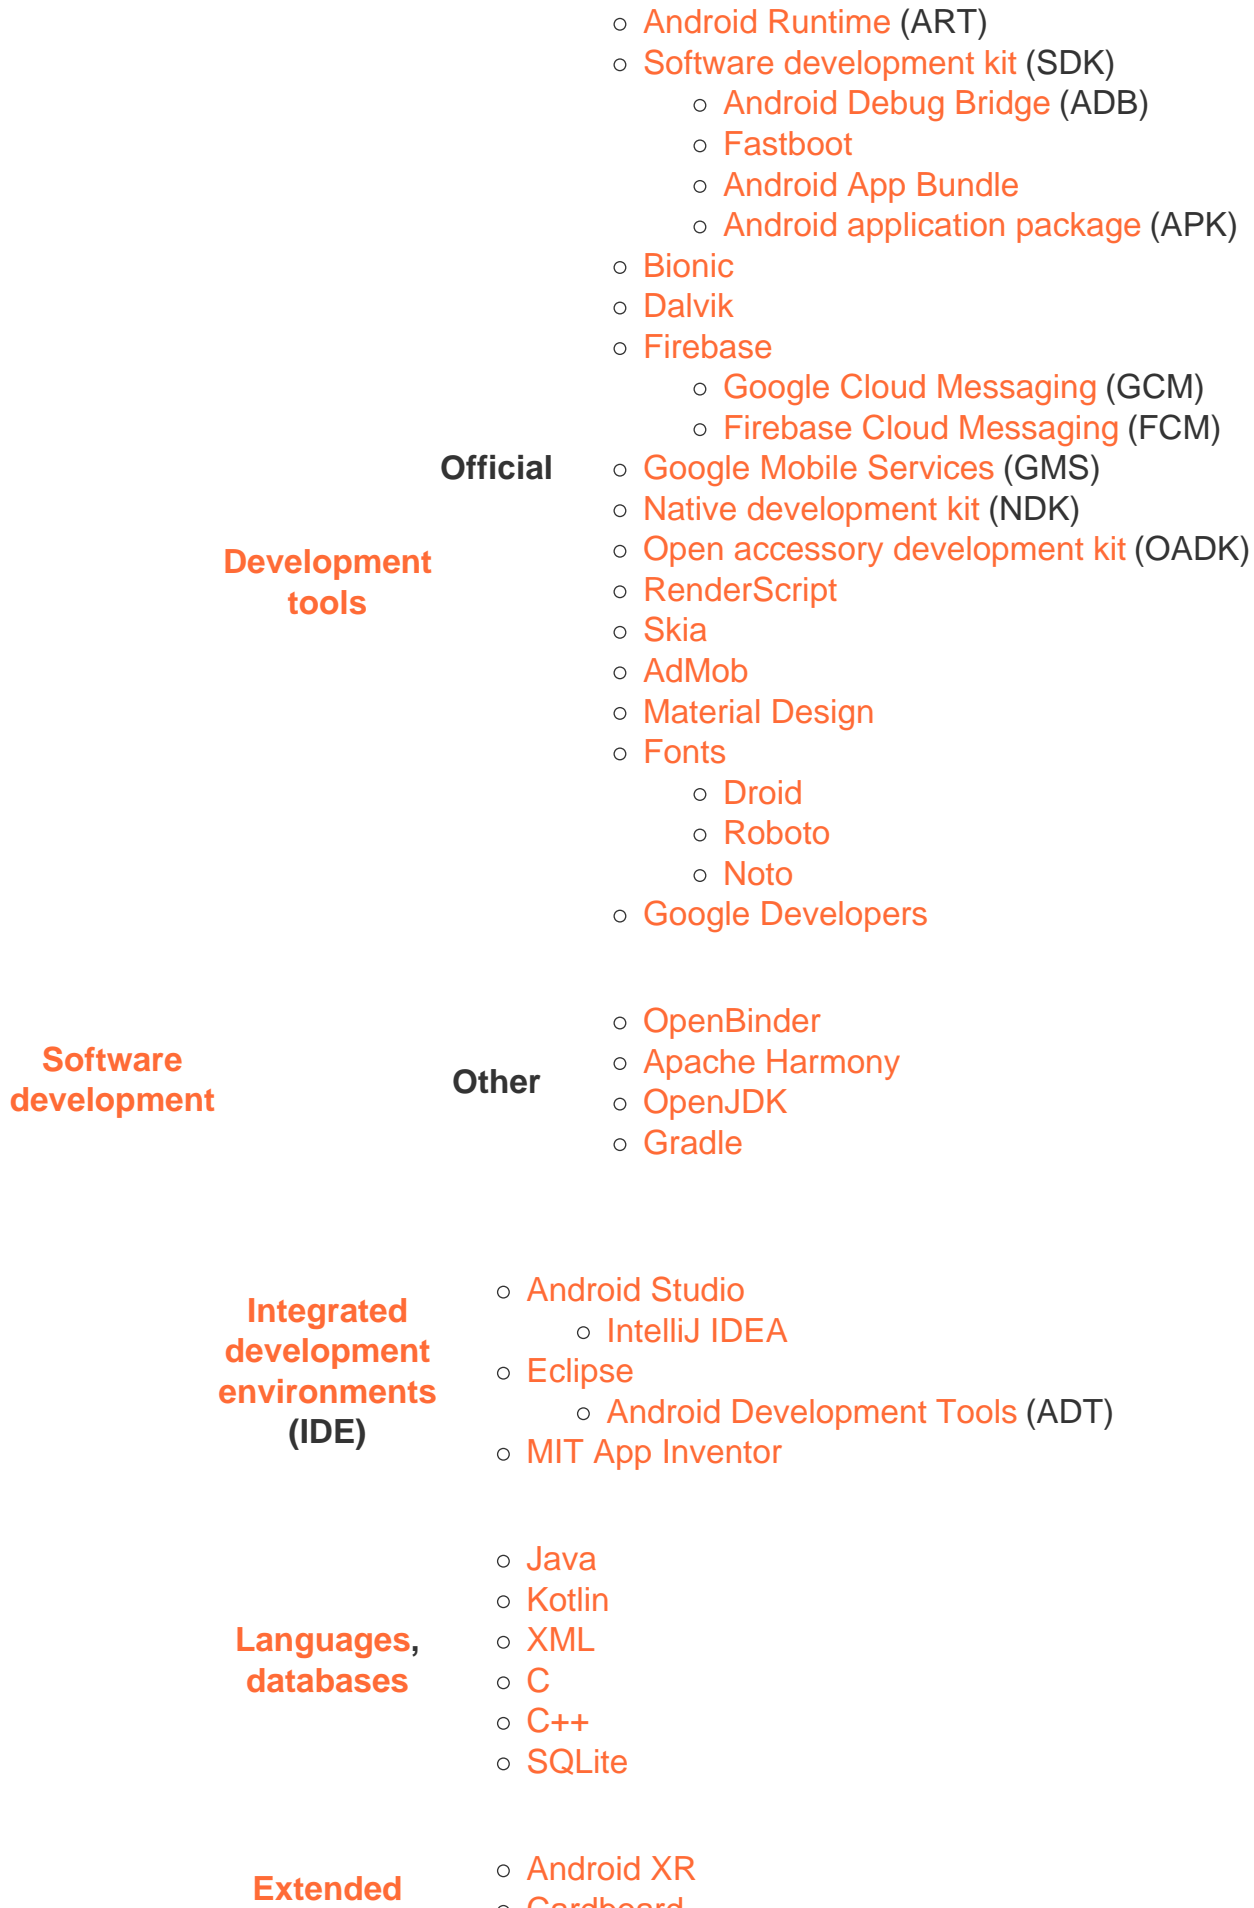 Software
development
Development
tools
Official
Android Runtime (ART)
Software development kit (SDK)
Android Debug Bridge (ADB)
Fastboot
Android App Bundle
Android application package (APK)
Bionic
Dalvik
Firebase
Google Cloud Messaging (GCM)
Firebase Cloud Messaging (FCM)
Google Mobile Services (GMS)
Native development kit (NDK)
Open accessory development kit (OADK)
RenderScript
Skia
AdMob
Material Design
Fonts
Droid
Roboto
Noto
Google Developers
Other
OpenBinder
Apache Harmony
OpenJDK
Gradle
Integrated
development
environments
(IDE)
Android Studio
IntelliJ IDEA
Eclipse
Android Development Tools (ADT)
MIT App Inventor
Languages,
databases
Java
Kotlin
XML
C
C++
SQLite
Extended
Android XR
Cardboard